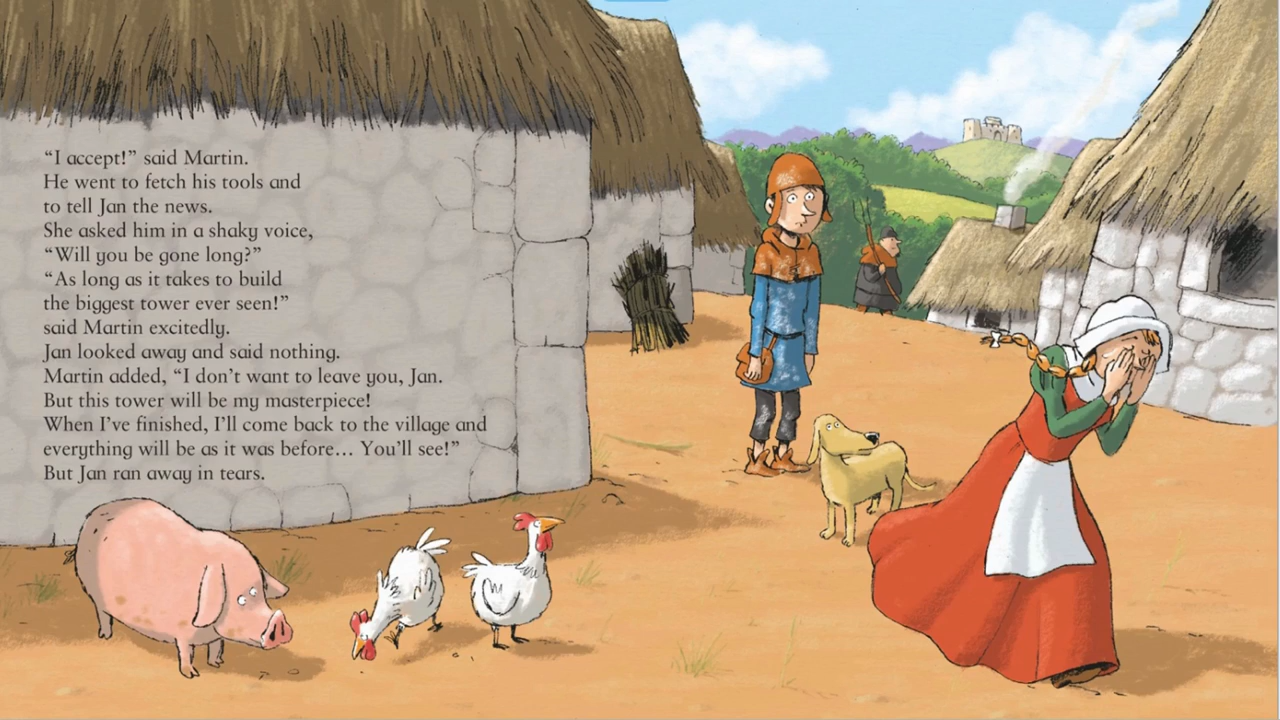 “I accept!” said Martin.
He went to fetch his tools and
to tell Jan the news.
She asked him in a shaky voice,
“Will you be gone long?”
“As long as it takes to build
the biggest tower ever seen!”
said Martin excitedly.
Jan looked away and said nothing.
Martin added, “I don’t want to leave you, Jan.
But this tower will be my masterpiece!
When I’ve finished, I’ll come back to the village and
everything will be as it was before… You’ll see!”
But Jan ran away in tears.